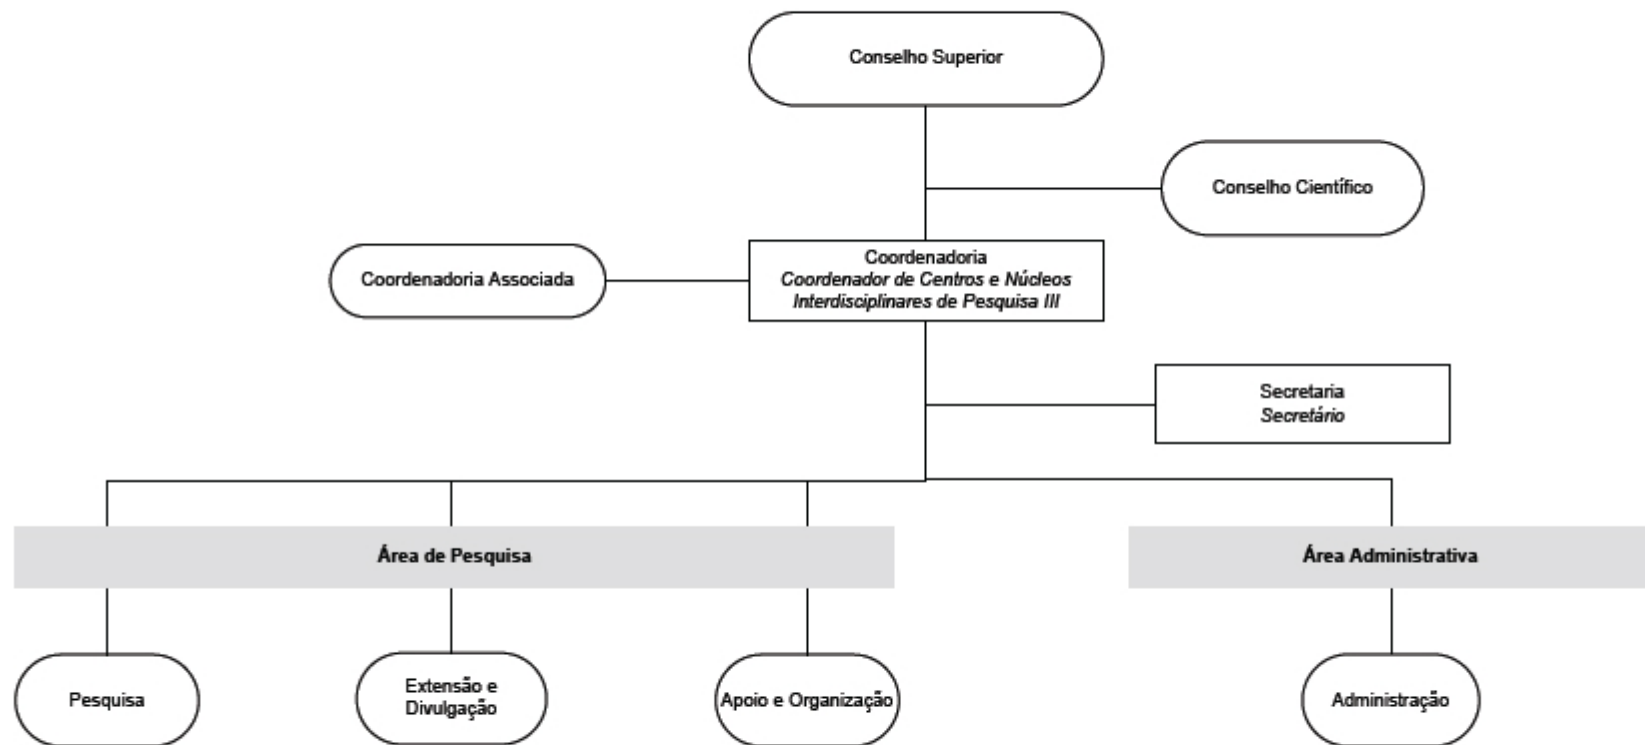 Conselho Superior
Conselho Científico
Coordenadoria Associada
Coordenadoria
Coordenador de Centros e Núcleos
Interdisciplinares de Pesquisa III
Secretaria
Secretário
Área de Pesquisa
Área Administrativa
Pesquisa
Extensão e
Divulgação
Apoio e Organização
Administração